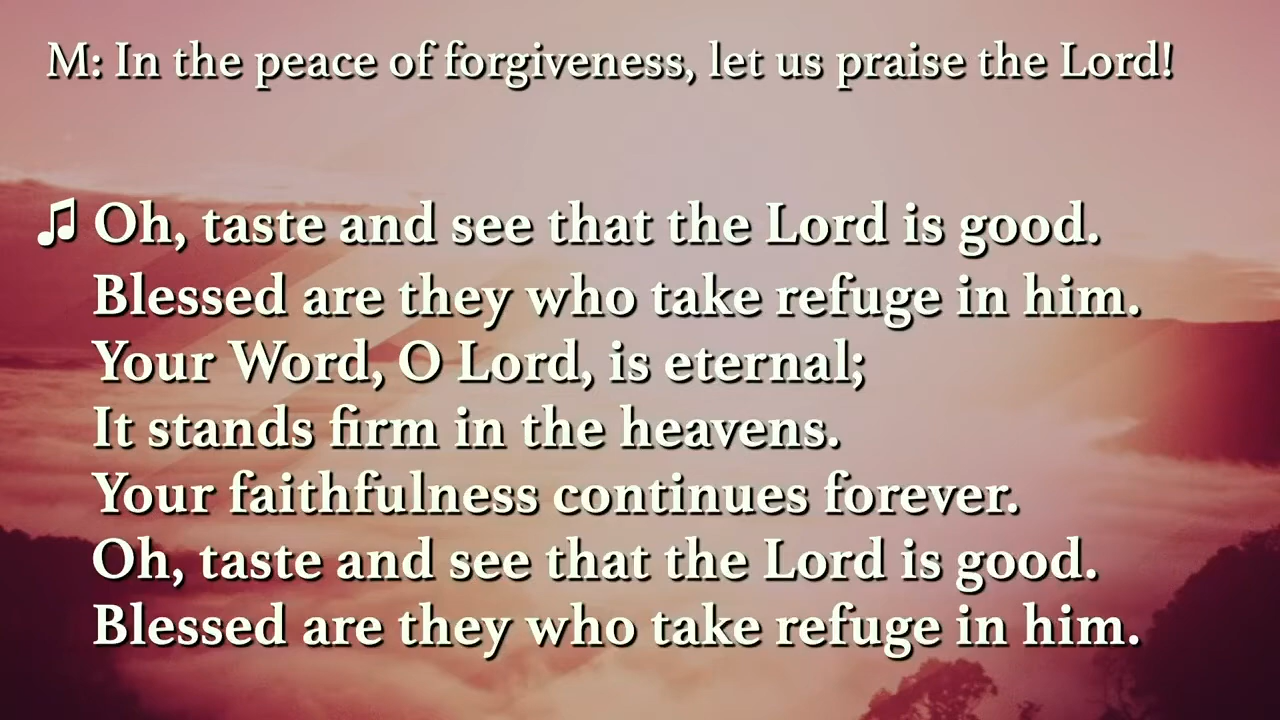 M: In the peace of forgiveness, let us praise the Lord!
♫ Oh, taste and see that the Lord is good.
Blessed are they who take refuge in him.
Your Word, O Lord, is eternal;
It stands firm in the heavens.
Your faithfulness continues forever.
Oh, taste and see that the Lord is good.
Blessed are they who take refuge in him.